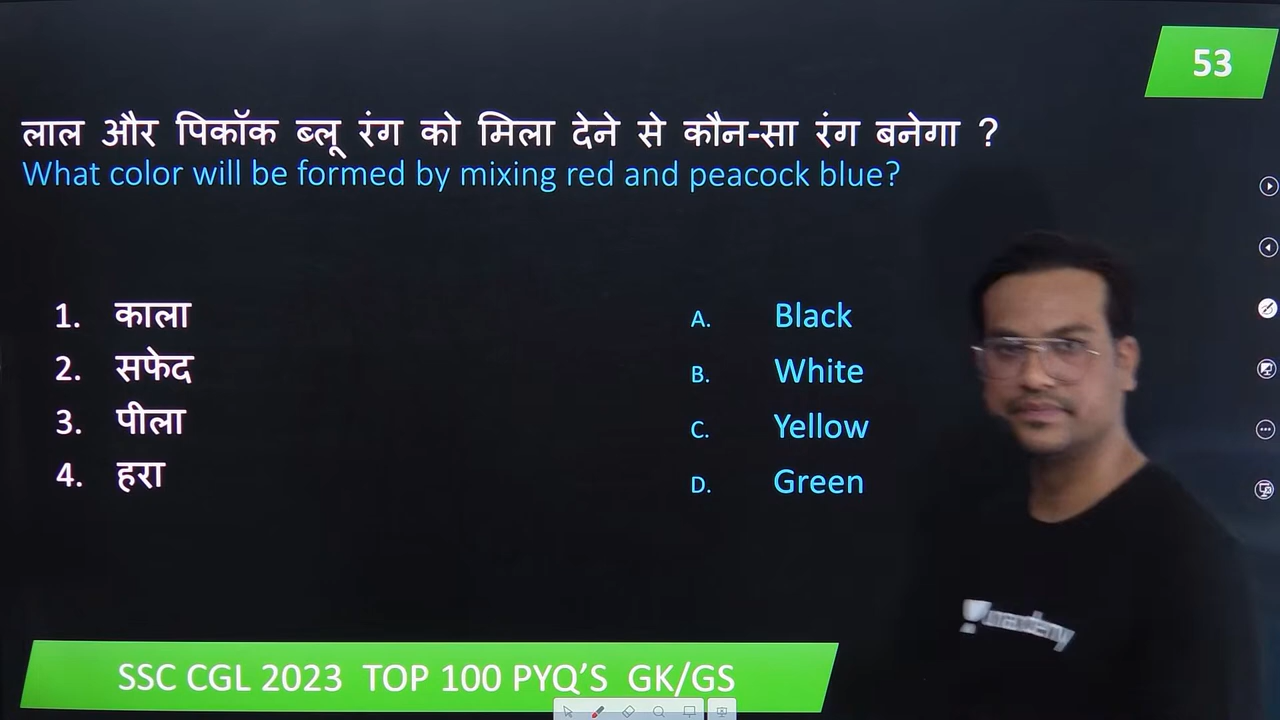 53
लाल और पिकॉक ब्लू रंग को मिला देने से कौन-सा रंग बनेगा ?
What color will be formed by mixing red and peacock blue?
1. काला
2. सफेद
3. पीला
4. हरा
A. Black
B. White
C. Yellow
D. Green
SSC CGL 2023 TOP 100 PYQ'S GK/GS